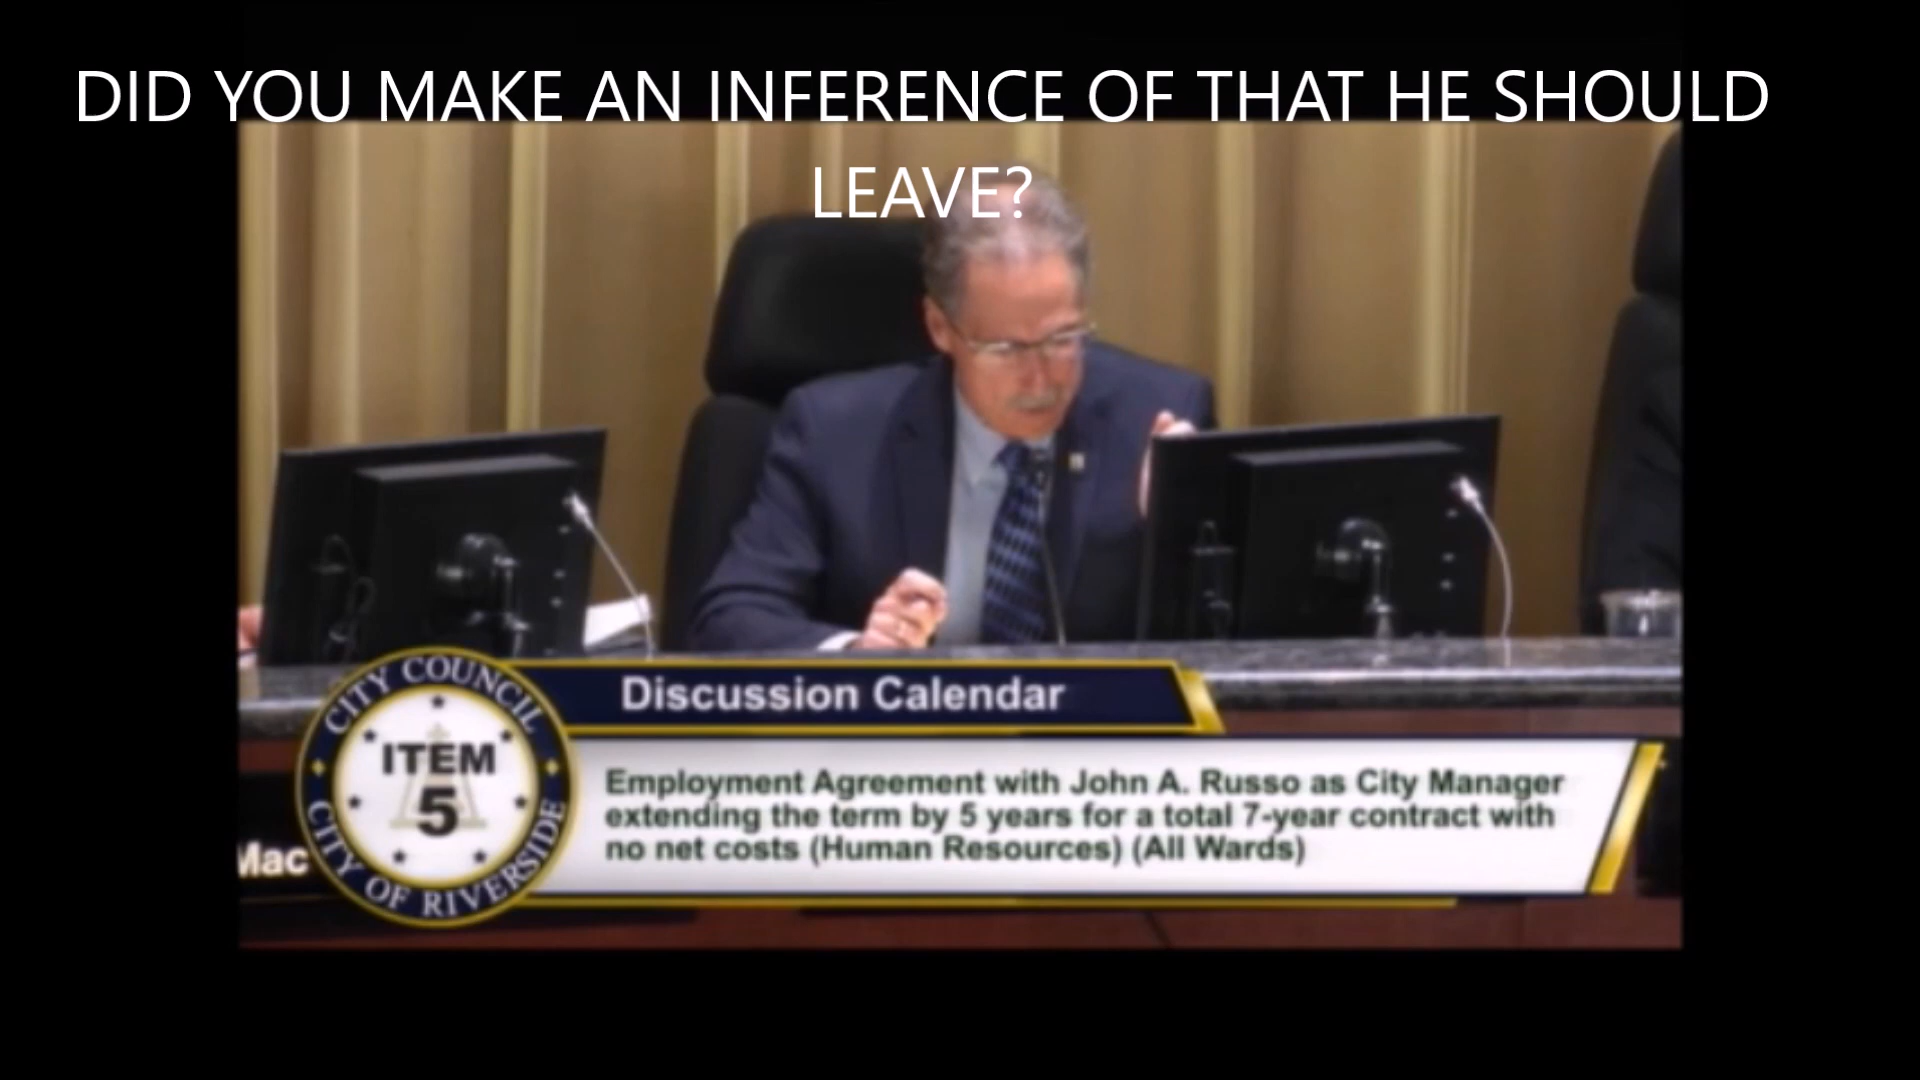 DID YOU MAKE AN INFERENCE OF THAT HE SHOULD
LEAVE?
Discussion Calendar
CITY COUNCIL
ITEM
5
CITY OF RIVERSIDE
Employment Agreement with John A. Russo as City Manager
extending the term by 5 years for a total 7-year contract with
no net costs (Human Resources) (All Wards)
Mac